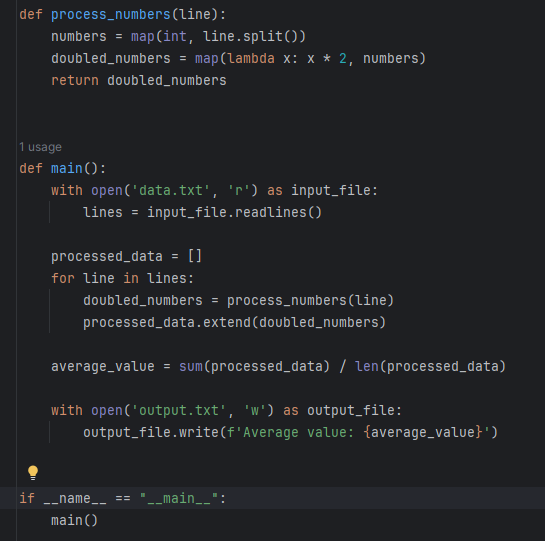 def process_numbers(line):
    numbers = map(int, line.split())
    doubled_numbers = map(lambda x: x * 2, numbers)
    return doubled_numbers
1 usage
def main():
    with open('data.txt', 'r') as input_file:
        lines = input_file.readlines()
    processed_data = []
    for line in lines:
        doubled_numbers = process_numbers(line)
        processed_data.extend(doubled_numbers)
    average_value = sum(processed_data) / len(processed_data)
    with open('output.txt', 'w') as output_file:
        output_file.write(f'Average value: {average_value}')
if __name__ == "__main__":
    main()